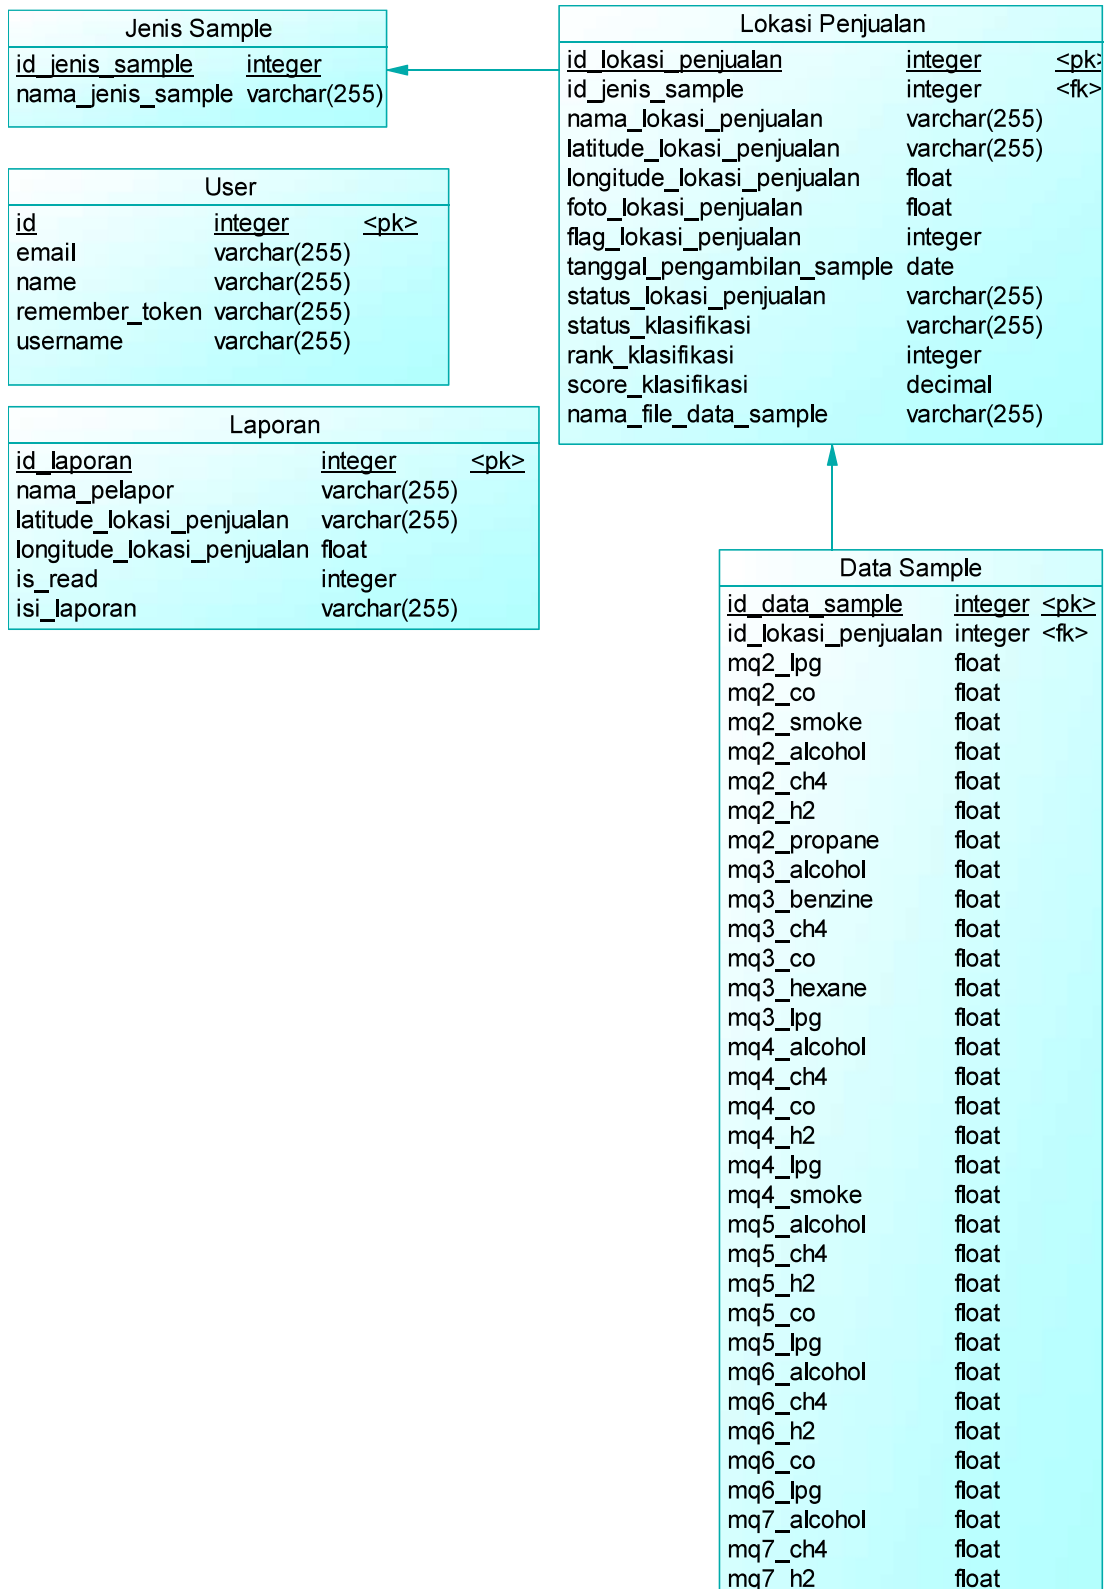 Jenis Sample
id_jenis_sample integer
nama_jenis_sample varchar(255)
User
id integer <pk>
email varchar(255)
name varchar(255)
remember_token varchar(255)
username varchar(255)
Laporan
id_laporan integer <pk>
nama_pelapor varchar(255)
latitude_lokasi_penjualan varchar(255)
longitude_lokasi_penjualan float
is_read integer
isi_laporan varchar(255)
Lokasi Penjualan
id_lokasi_penjualan integer <pk>
id_jenis_sample integer <fk>
nama_lokasi_penjualan varchar(255)
latitude_lokasi_penjualan varchar(255)
longitude_lokasi_penjualan float
foto_lokasi_penjualan float
flag_lokasi_penjualan integer
tanggal_pengambilan_sample date
status_lokasi_penjualan varchar(255)
status_klasifikasi varchar(255)
rank_klasifikasi integer
score_klasifikasi decimal
nama_file_data_sample varchar(255)
Data Sample
id_data_sample integer <pk>
id_lokasi_penjualan integer <fk>
mq2_lpg float
mq2_co float
mq2_smoke float
mq2_alcohol float
mq2_ch4 float
mq2_h2 float
mq2_propane float
mq3_alcohol float
mq3_benzine float
mq3_ch4 float
mq3_co float
mq3_hexane float
mq3_lpg float
mq4_alcohol float
mq4_ch4 float
mq4_co float
mq4_h2 float
mq4_lpg float
mq4_smoke float
mq5_alcohol float
mq5_ch4 float
mq5_h2 float
mq5_co float
mq5_lpg float
mq6_alcohol float
mq6_ch4 float
mq6_h2 float
mq6_co float
mq6_lpg float
mq7_alcohol float
mq7_ch4 float
mq7_h2 float